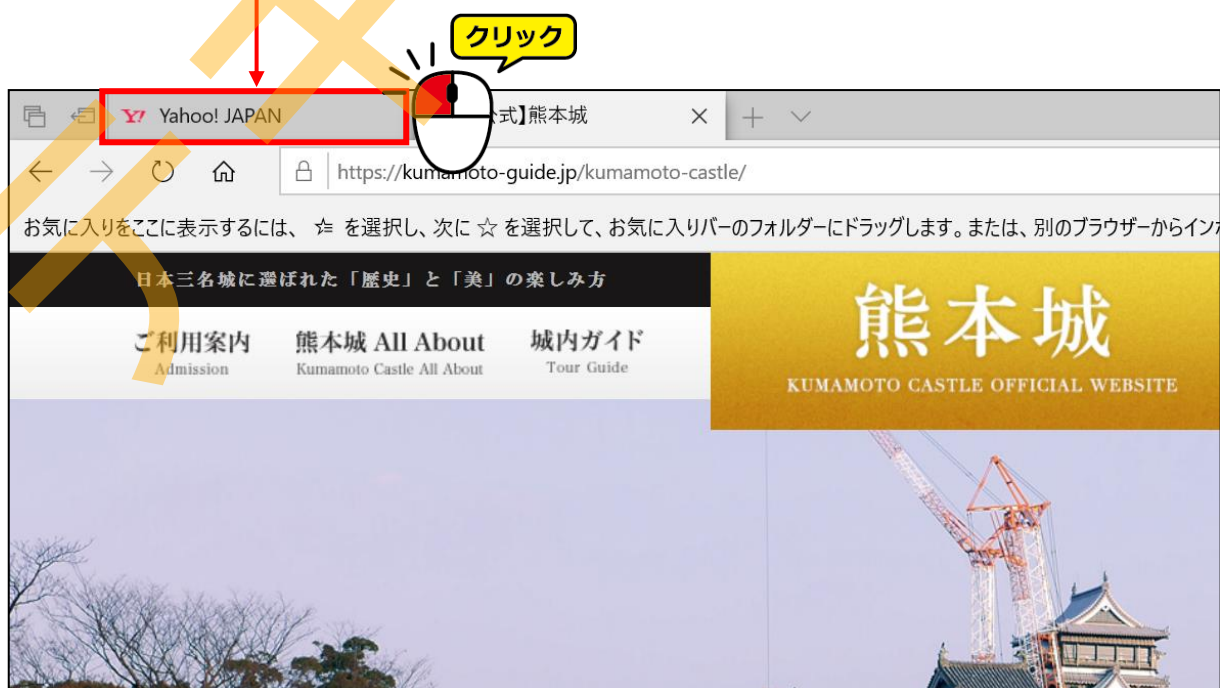 クリック
Yahoo! JAPAN
式】熊本城
https://kumamoto-guide.jp/kumamoto-castle/
お気に入りをここに表示するには、 ☆ を選択し、次に ☆ を選択して、お気に入りバーのフォルダーにドラッグします。または、別のブラウザーからイン
日本三名城に選ばれた「歴史」と「美」の楽しみ方
ご利用案内 熊本城 All About 城内ガイド
Admission Kumamoto Castle All About Tour Guide
熊本城
KUMAMOTO CASTLE OFFICIAL WEBSITE